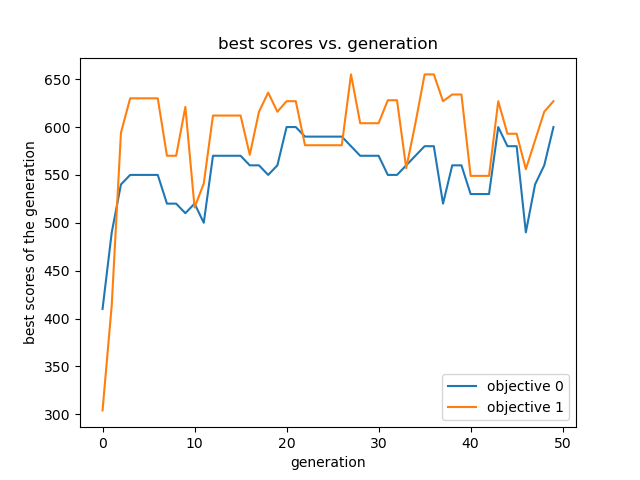 best scores vs. generation
best scores of the generation
650
600
550
500
450
400
350
300
0
10
20
30
40
50
generation
objective 0
objective 1